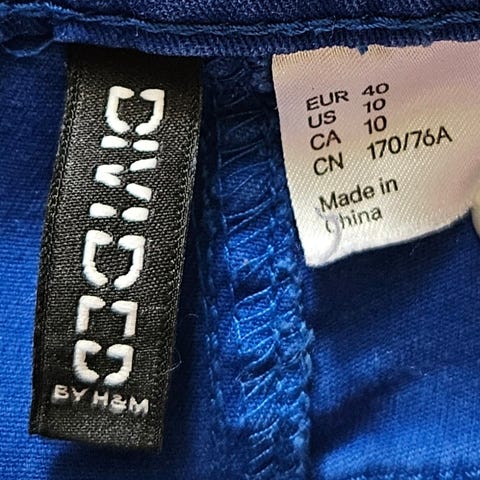 DIVIDED
BY H&M
EUR 40
US 10
CA 10
CN 170/76A
Made in
China